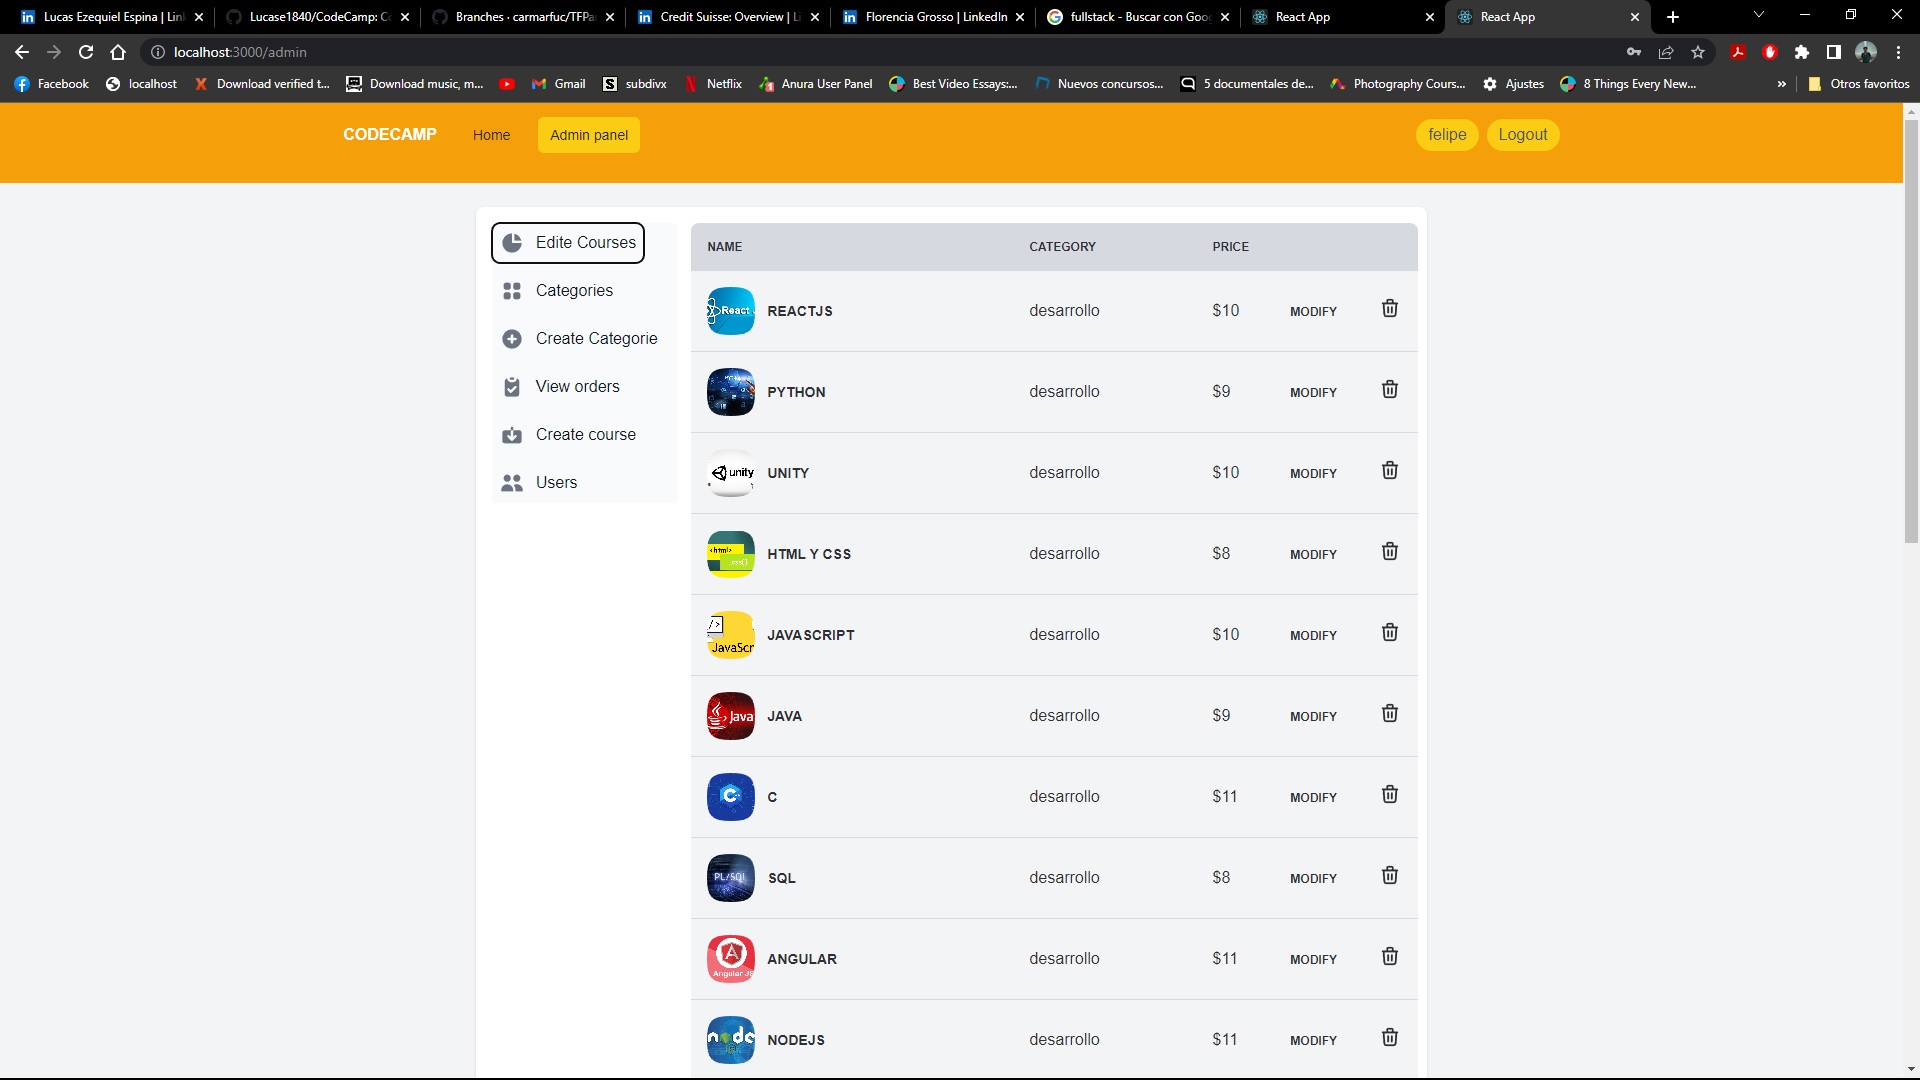 Lucas Ezequiel Espina | Lin
Lucase1840/CodeCamp: C
Branches · carmarfuc/TFPa
Credit Suisse: Overview | L
Florencia Grosso | LinkedIn
fullstack - Buscar con Goo
React App
React App
localhost:3000/admin
Facebook
localhost
Download verified t...
Download music, m...
Gmail
subdivx
Netflix
Anura User Panel
Best Video Essays:...
Nuevos concursos...
5 documentales de...
Photography Cours...
Ajustes
8 Things Every New...
»
Otros favoritos
CODECAMP
Home
Admin panel
felipe
Logout
Edite Courses
Categories
Create Categorie
View orders
Create course
Users
NAME CATEGORY PRICE
React
REACTJS desarrollo $10 MODIFY
PYTHON desarrollo $9 MODIFY
unity
UNITY desarrollo $10 MODIFY
<html>
.css{}
HTML Y CSS desarrollo $8 MODIFY
/>
JavaScr
JAVASCRIPT desarrollo $10 MODIFY
Java
JAVA desarrollo $9 MODIFY
C
C desarrollo $11 MODIFY
PL/SQL
SQL desarrollo $8 MODIFY
A
Angular JS
ANGULAR desarrollo $11 MODIFY
node
NODEJS desarrollo $11 MODIFY